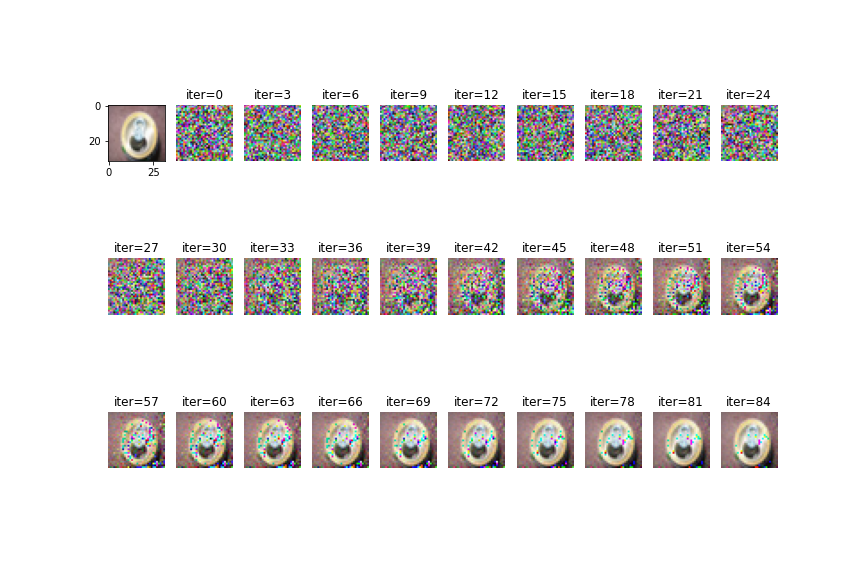 iter=0 iter=3 iter=6 iter=9 iter=12 iter=15 iter=18 iter=21 iter=24
0
20
0 25
iter=27 iter=30 iter=33 iter=36 iter=39 iter=42 iter=45 iter=48 iter=51 iter=54
iter=57 iter=60 iter=63 iter=66 iter=69 iter=72 iter=75 iter=78 iter=81 iter=84